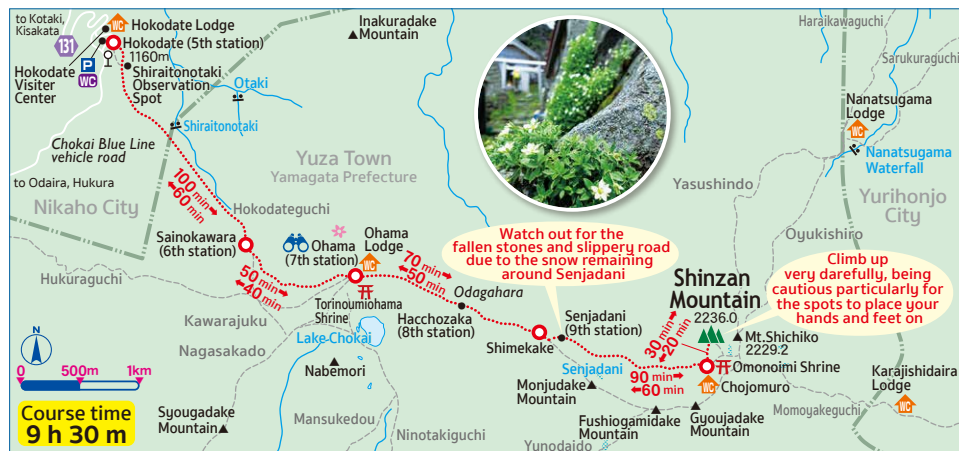 to Kotaki,
Kisakata
131
WC
Hokodate Lodge
Hokodate (5th station)
1160m
P
WC
Hokodate
Visiter
Center
Shiraitonotaki
Observation
Spot
Inakuradake
Mountain
Otaki
Shiraitonotaki
Chokai Blue Line
vehicle road
to Odaira, Hukura
Nikaho City
Yuza Town
Yamagata Prefecture
100 min
60 min
Hokodateguchi
Sainokawara
(6th station)
Hukuraguchi
50 min
40 min
Ohama
(7th station)
Ohama
Lodge
WC
70 min
50 min
Torinoumiohama
Shrine
Odagahara
Hacchozaka
(8th station)
Kawarajuku
Nagasakado
Lake-Chokai
Nabemori
Syougadake
Mountain
Mansukedou
Ninotakiguchi
Watch out for the
fallen stones and slippery road
due to the snow remaining
around Senjadani
Shimekake
Senjadani
(9th station)
Senjadani
Monjudake
Mountain
Yunodaido
Fushiogamidake
Mountain
90 min
60 min
30 min
20 min
Shinzan
Mountain
2236.0
Mt.Shichiko
2229.2
Omonoimi Shrine
WC
Chojomuro
Gyoujadake
Mountain
Climb up
very darefully, being
cautious particularly for
the spots to place your
hands and feet on
Haraikawaguchi
Sarukuraguchi
Nanatsugama
Lodge
WC
Nanatsugama
Waterfall
Yasushindo
Yurihonjo
City
Oyukishiro
Karajishidaira
Lodge
WC
Momoyakeguchi
N
0
500m
1km
Course time
9 h 30 m